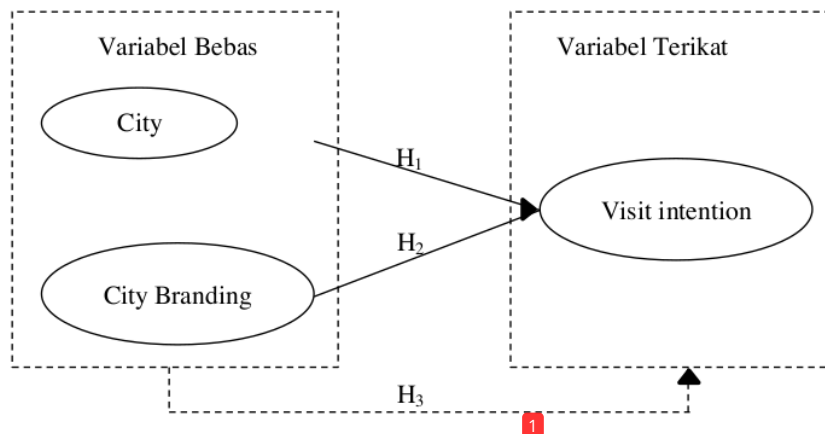 Variabel Bebas
Variabel Terikat
City
H1
Visit intention
H2
City Branding
H3
1